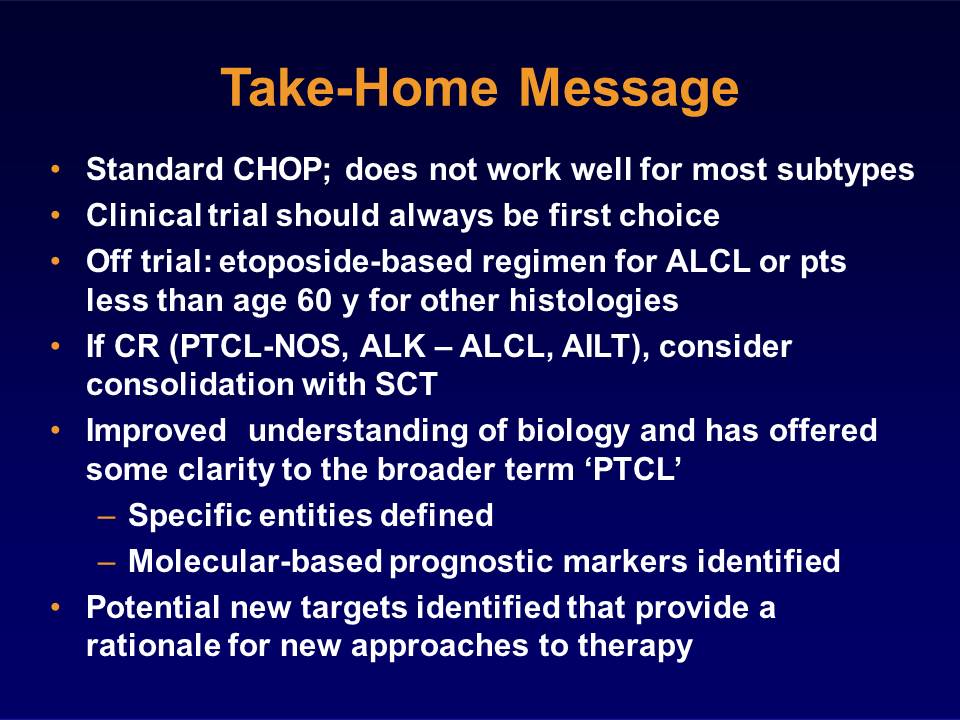 Take-Home Message
• Standard CHOP; does not work well for most subtypes
• Clinical trial should always be first choice
• Off trial: etoposide-based regimen for ALCL or pts
less than age 60 y for other histologies
• If CR (PTCL-NOS, ALK – ALCL, AILT), consider
consolidation with SCT
• Improved understanding of biology and has offered
some clarity to the broader term ‘PTCL’
– Specific entities defined
– Molecular-based prognostic markers identified
• Potential new targets identified that provide a
rationale for new approaches to therapy